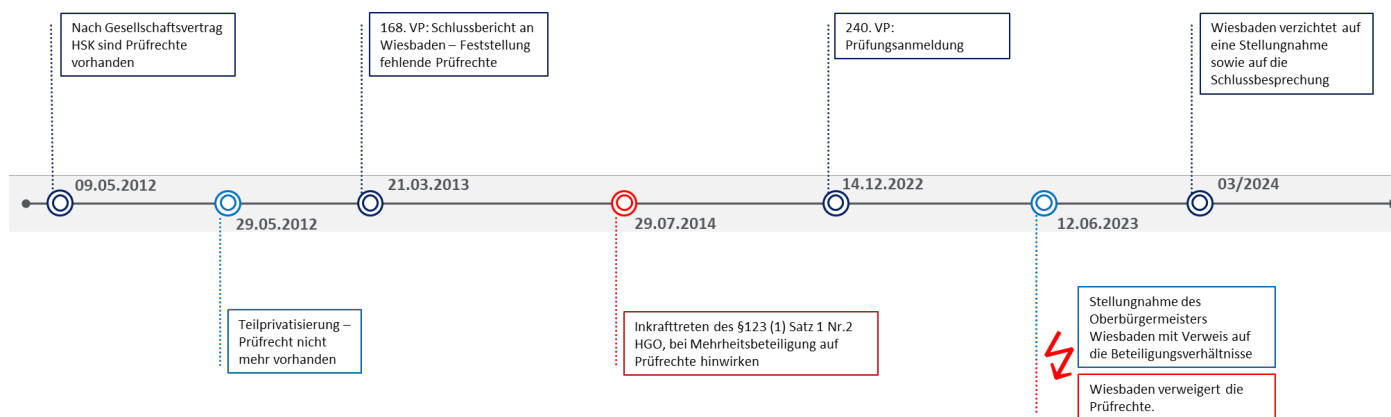 Nach Gesellschaftsvertrag
HSK sind Prüfrechte
vorhanden
168. VP: Schlussbericht an
Wiesbaden – Feststellung
fehlende Prüfrechte
240. VP:
Prüfungsanmeldung
Wiesbaden verzichtet auf
eine Stellungnahme
sowie auf die
Schlussbesprechung
09.05.2012
29.05.2012
21.03.2013
29.07.2014
14.12.2022
12.06.2023
03/2024
Teilprivatisierung –
Prüfrecht nicht
mehr vorhanden
Inkrafttreten des §123 (1) Satz 1 Nr.2
HGO, bei Mehrheitsbeteiligung auf
Prüfrechte hinwirken
Stellungnahme des
Oberbürgermeisters
Wiesbaden mit Verweis auf
die Beteiligungsverhältnisse
Wiesbaden verweigert die
Prüfrechte.